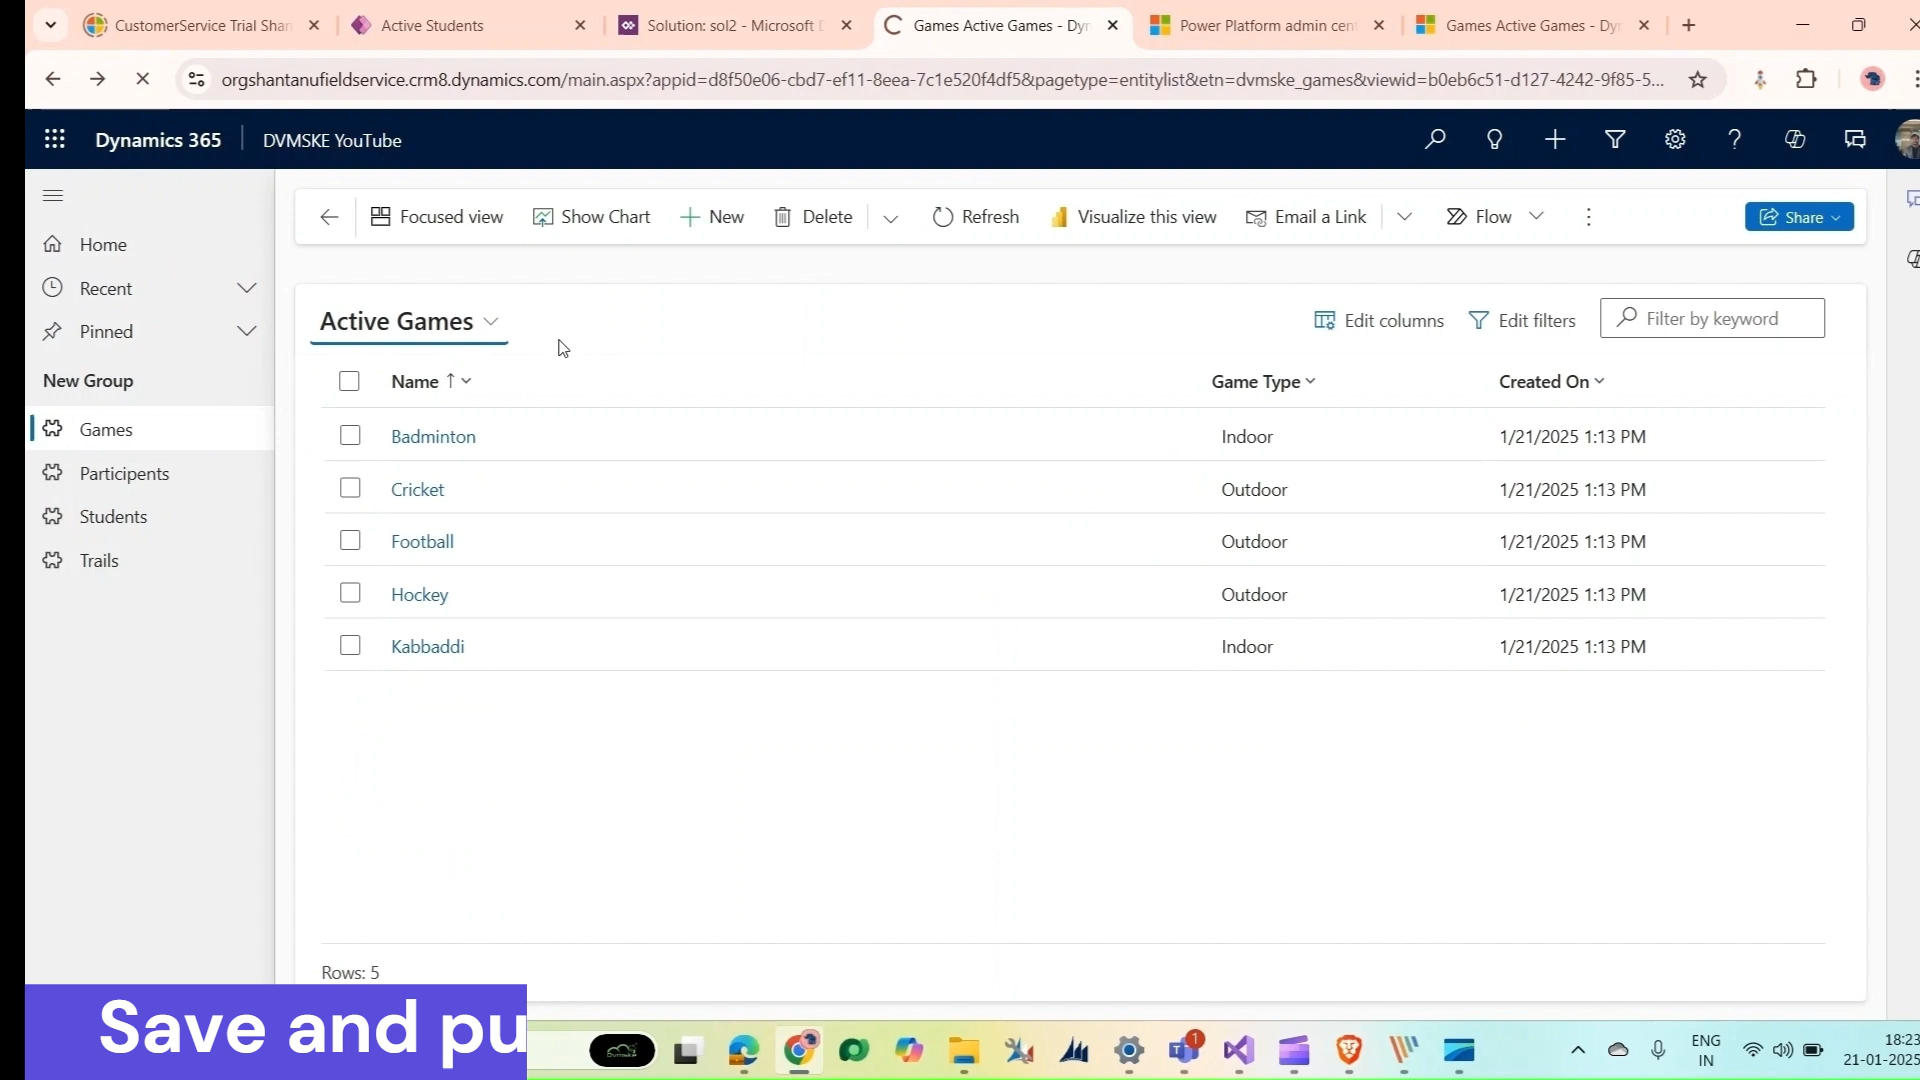 CustomerService Trial Shan
Active Students
Solution: sol2 - Microsoft D
Games Active Games - Dyn
Power Platform admin cent
Games Active Games - Dy
orgshantanufieldservice.crm8.dynamics.com/main.aspx?appid=d8f50e06-cbd7-ef11-8eea-7c1e520f4df5&pagetype=entitylist&etn=dvmske_games&viewid=b0eb6c51-d127-4242-9f85-5...
Dynamics 365
DVMSKE YouTube
Focused view
Show Chart
New
Delete
Refresh
Visualize this view
Email a Link
Flow
Share
Home
Recent
Pinned
New Group
Games
Participants
Students
Trails
Active Games
Edit columns
Edit filters
Filter by keyword
Name ↑ Game Type Created On
Badminton Indoor 1/21/2025 1:13 PM
Cricket Outdoor 1/21/2025 1:13 PM
Football Outdoor 1/21/2025 1:13 PM
Hockey Outdoor 1/21/2025 1:13 PM
Kabbaddi Indoor 1/21/2025 1:13 PM
Rows: 5
Save and pu
1
ENG
IN
18:23
21-01-2025